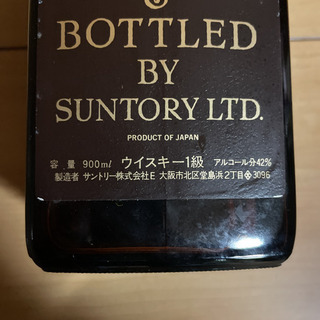 BOTTLED
BY
SUNTORY LTD.
PRODUCT OF JAPAN
容量 900ml ウイスキー1級 アルコール分42%
製造者 サントリー株式会社E 大阪市北区堂島浜2丁目 3096